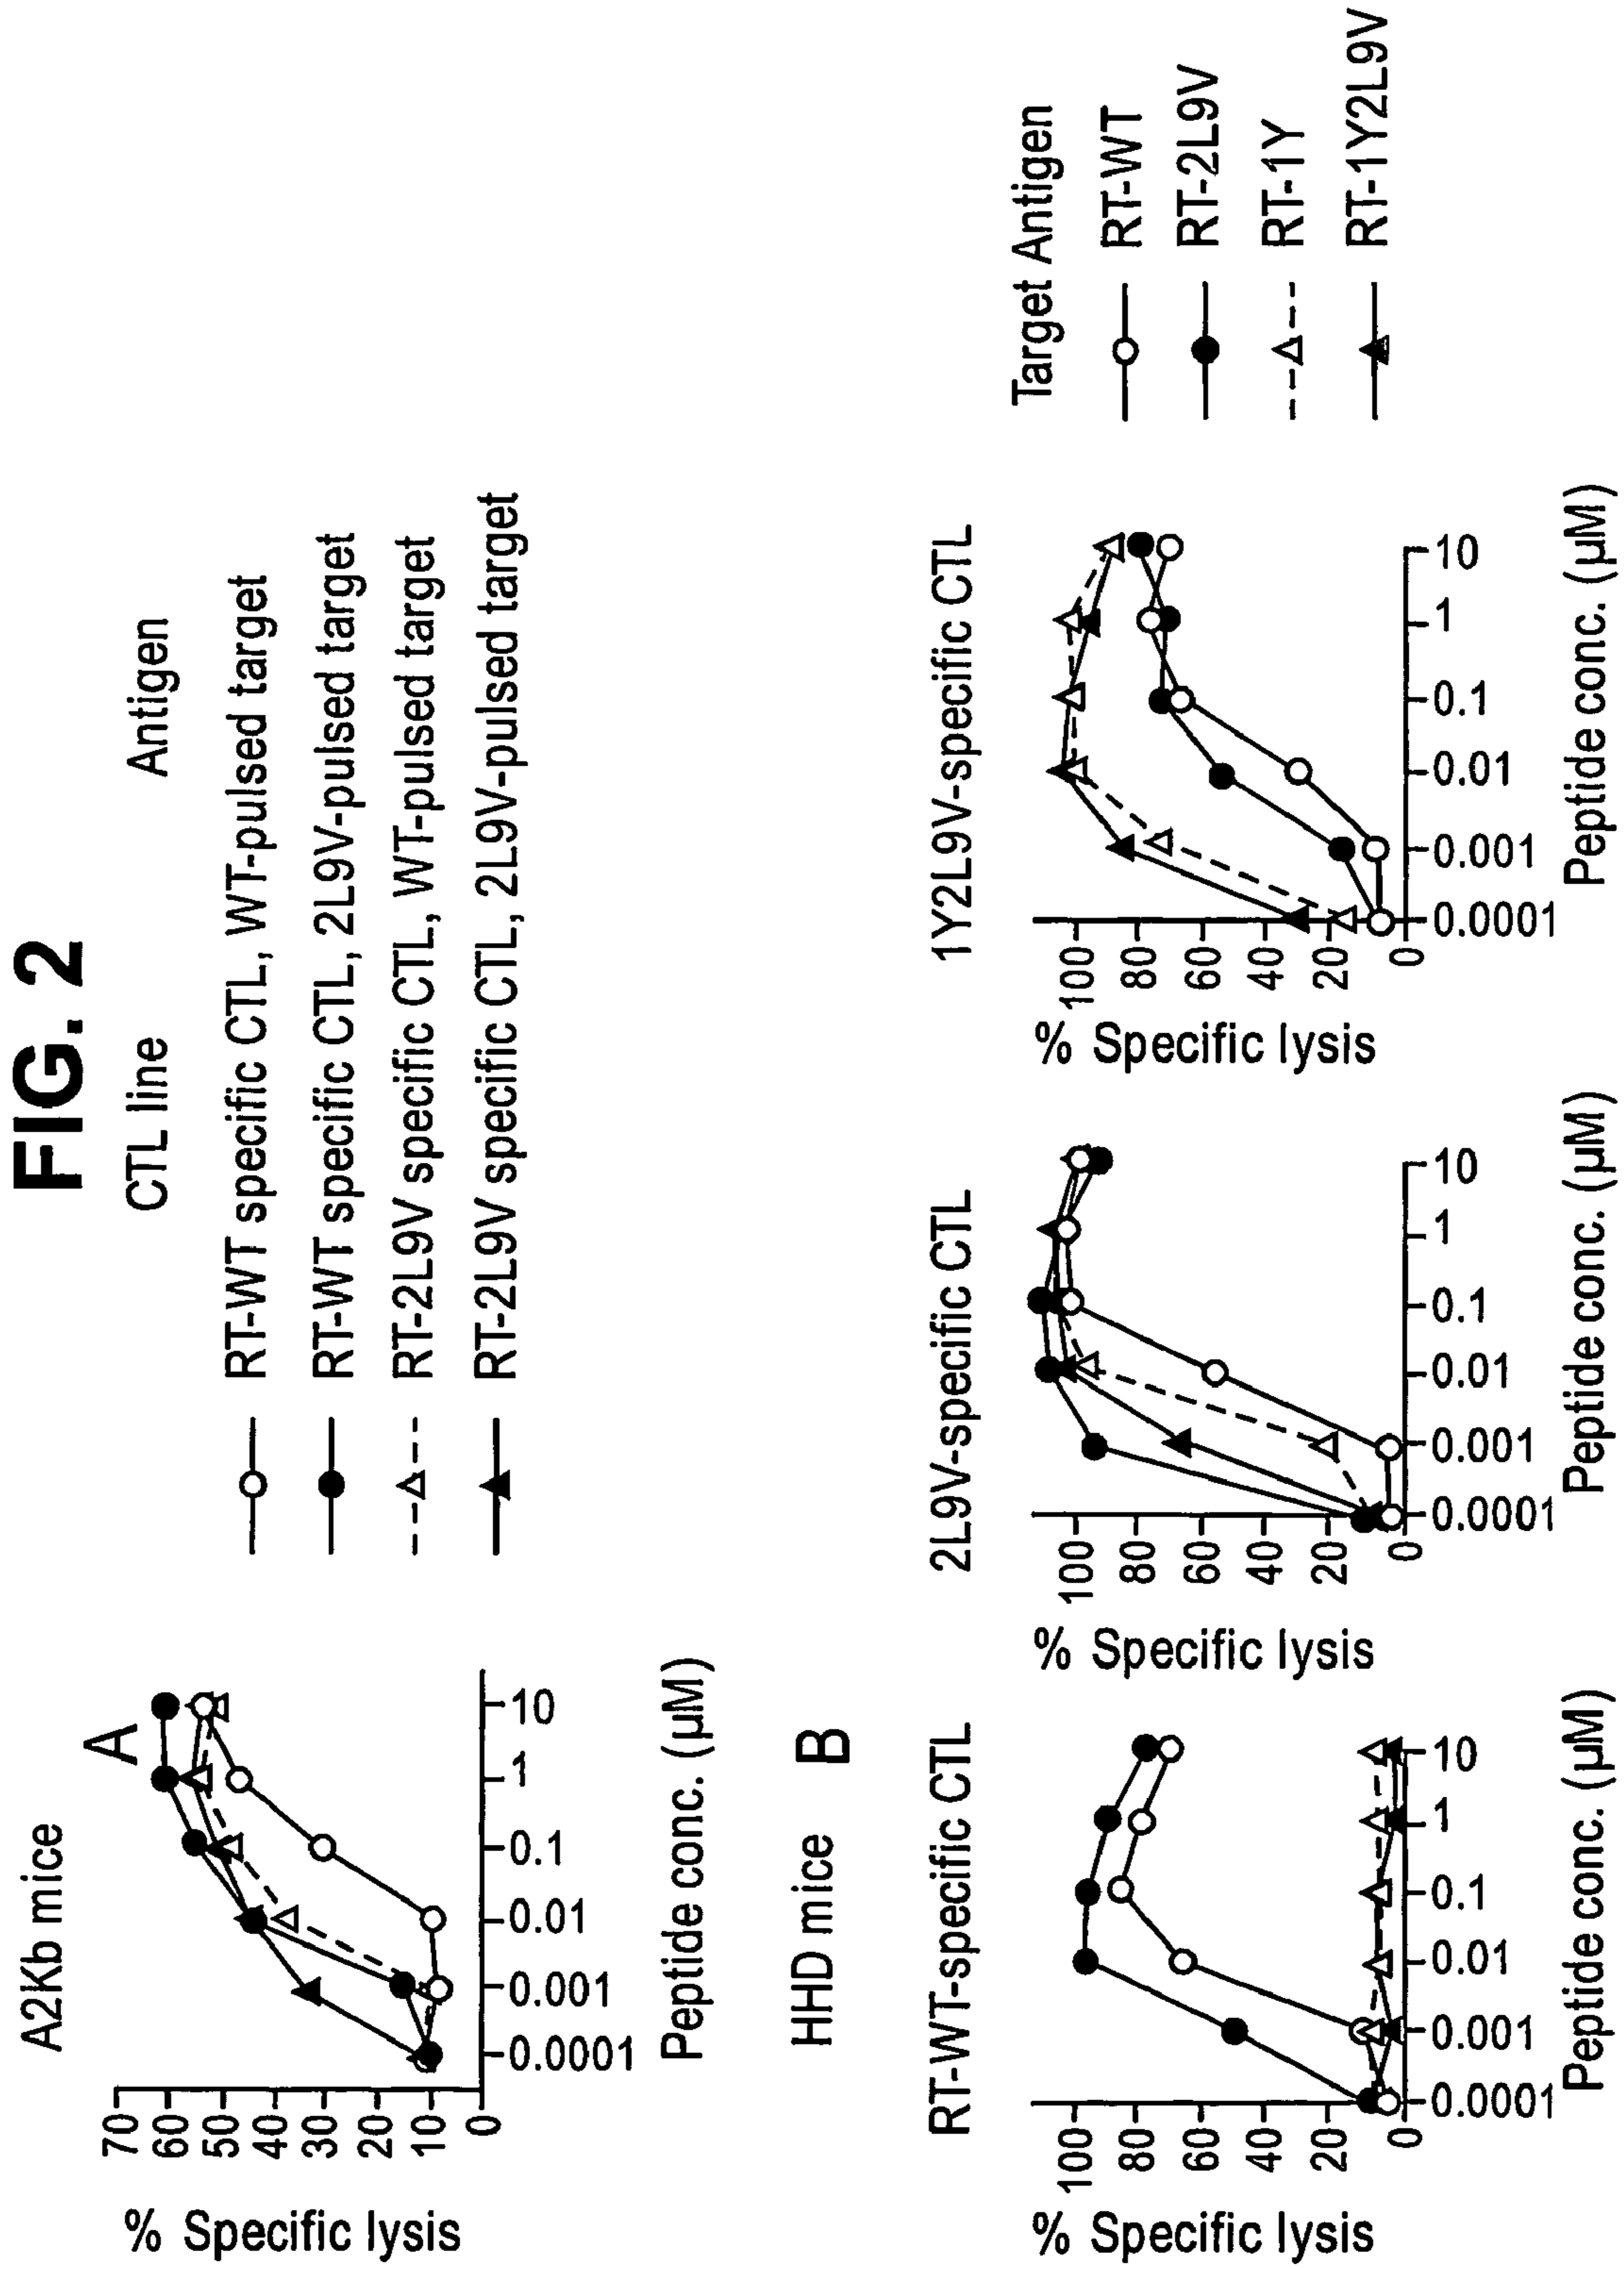 FIG. 2
A2Kb mice
A
CTL line
Antigen
RT-WT specific CTL, WT-pulsed target
RT-WT specific CTL, 2L9V-pulsed target
RT-2L9V specific CTL, WT-pulsed target
RT-2L9V specific CTL, 2L9V-pulsed target
% Specific lysis
70
60
50
40
30
20
10
0
0.0001
0.001
0.01
0.1
1
10
Peptide conc. (µM)
HHD mice
B
RT-WT-specific CTL
% Specific lysis
100
80
60
40
20
0
0.0001
0.001
0.01
0.1
1
10
Peptide conc. (µM)
2L9V-specific CTL
% Specific lysis
100
80
60
40
20
0
0.0001
0.001
0.01
0.1
1
10
Peptide conc. (µM)
1Y2L9V-specific CTL
% Specific lysis
100
80
60
40
20
0
0.0001
0.001
0.01
0.1
1
10
Peptide conc. (µM)
Target Antigen
RT-WT
RT-2L9V
RT-1Y
RT-1Y2L9V